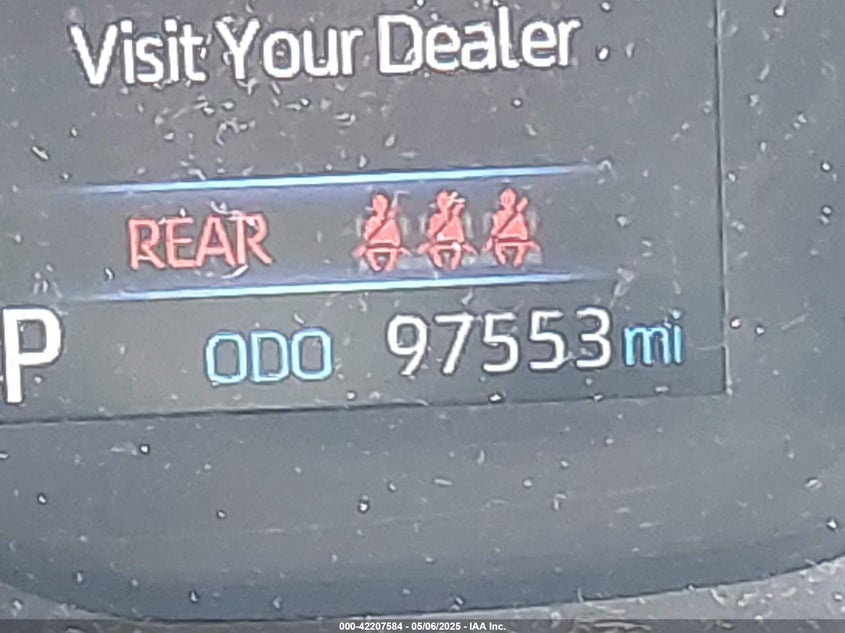 Visit Your Dealer
REAR
P ODO 97553 mi
000-42207584 - 05/06/2025 - IAA Inc.